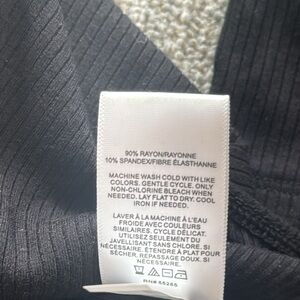 90% RAYON/RAYONNE
10% SPANDEX/FIBRE ÉLASTHANNE
MACHINE WASH COLD WITH LIKE
COLORS. GENTLE CYCLE. ONLY
NON-CHLORINE BLEACH WHEN
NEEDED. LAY FLAT TO DRY. COOL
IRON IF NEEDED.
LAVER À LA MACHINE À L'EAU
FROIDE AVEC COULEURS
SIMILAIRES. CYCLE DÉLICAT.
UTILISEZ SEULEMENT DU
JAVELLISANT SANS CHLORE. SI
NÉCESSAIRE. ÉTENDRE À PLAT POUR
SÉCHER, REPASSAGE DOUX. SI
NÉCESSAIRE.
RN# 55285